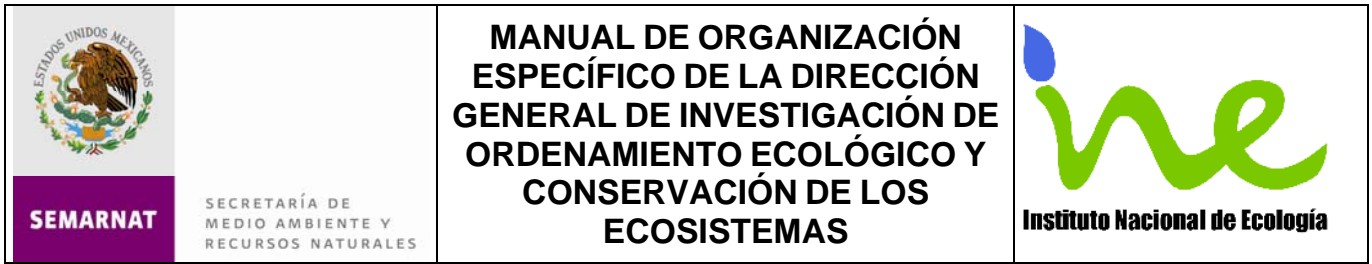 ESTADOS UNIDOS MEXICANOS
SEMARNAT
SECRETARÍA DE
MEDIO AMBIENTE Y
RECURSOS NATURALES
MANUAL DE ORGANIZACIÓN
ESPECÍFICO DE LA DIRECCIÓN
GENERAL DE INVESTIGACIÓN DE
ORDENAMIENTO ECOLÓGICO Y
CONSERVACIÓN DE LOS
ECOSISTEMAS
ine
Instituto Nacional de Ecología